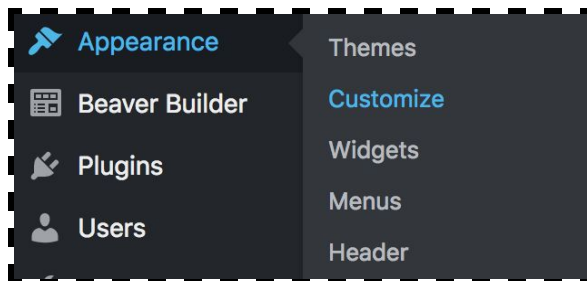 Appearance
Beaver Builder
Plugins
Users
Themes
Customize
Widgets
Menus
Header